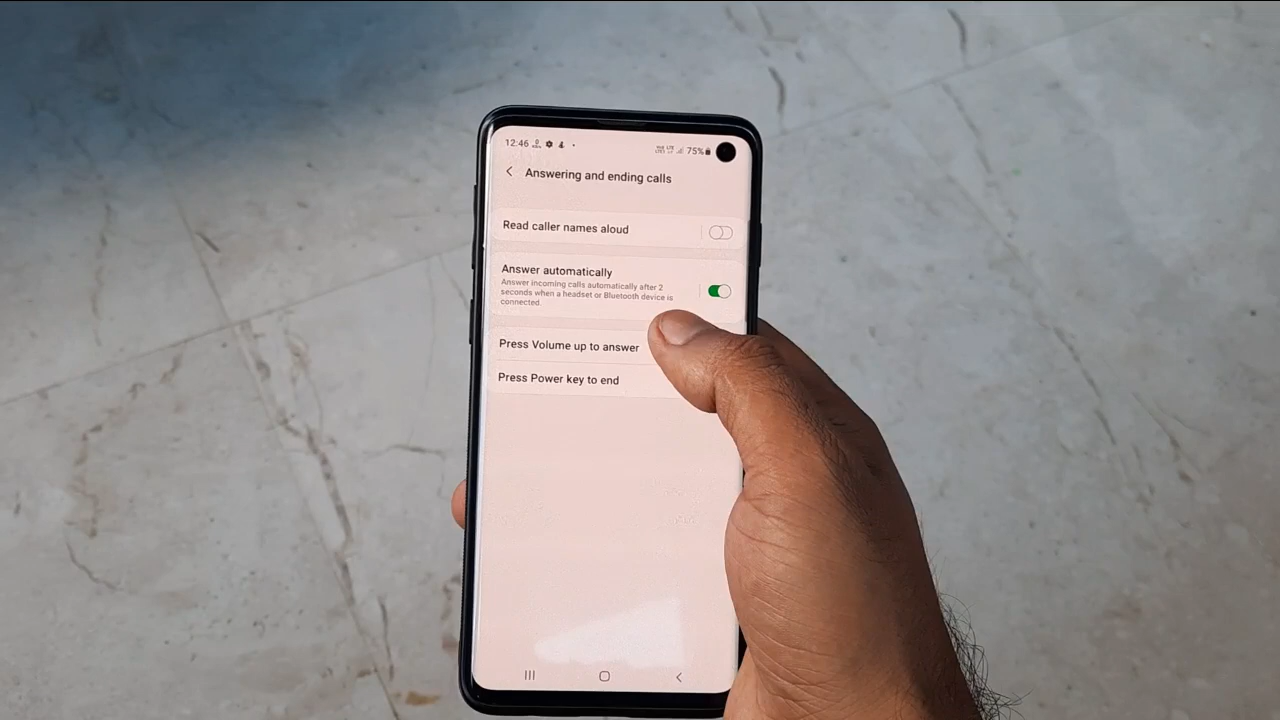 12:46
75%
Answering and ending calls
Read caller names aloud
Answer automatically
Answer incoming calls automatically after 2
seconds when a headset or Bluetooth device is
connected.
Press Volume up to answer
Press Power key to end